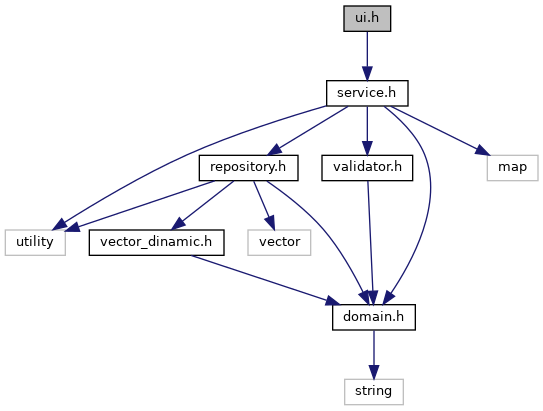 ui.h
service.h
repository.h
validator.h
map
utility
vector_dinamic.h
vector
domain.h
string